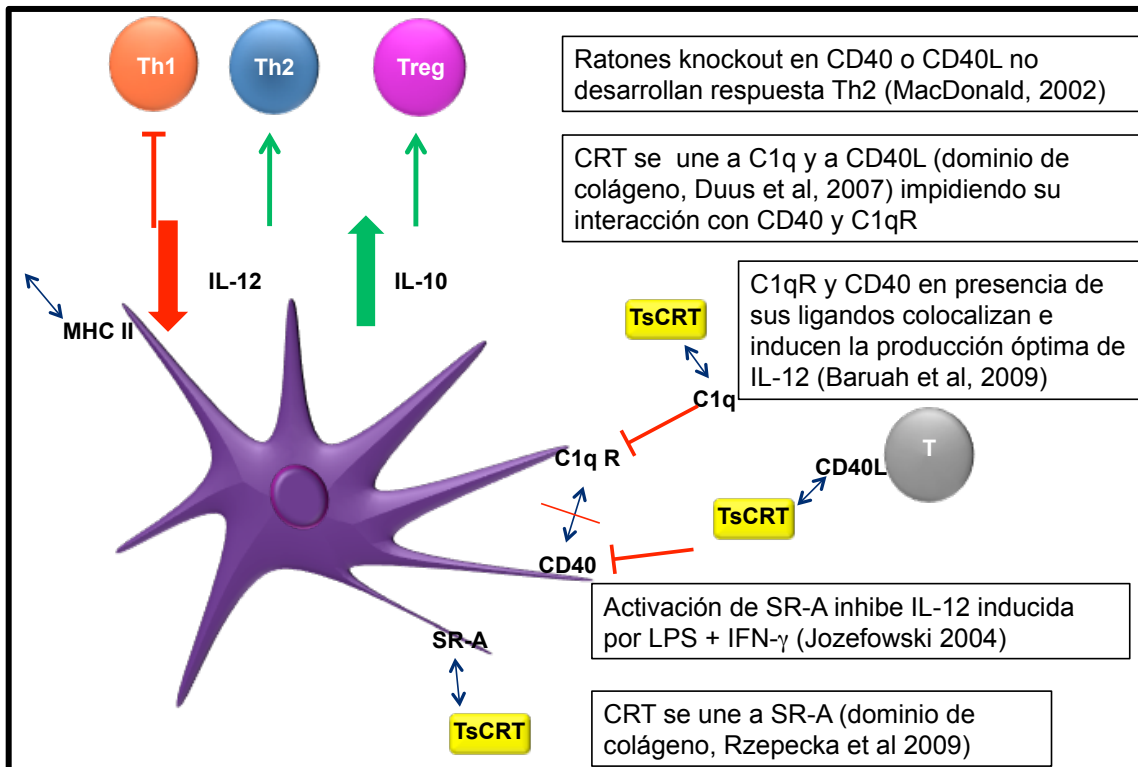 Th1
Th2
Treg
Ratones knockout en CD40 o CD40L no
desarrollan respuesta Th2 (MacDonald, 2002)
CRT se  une a C1q y a CD40L (dominio de
colágeno, Duus et al, 2007) impidiendo su
interacción con CD40 y C1qR
IL-12
IL-10
MHC II
C1qR y CD40 en presencia de
sus ligandos colocalizan e
inducen la producción óptima de
IL-12 (Baruah et al, 2009)
TsCRT
C1q
C1q R
T
CD40L
TsCRT
CD40
Activación de SR-A inhibe IL-12 inducida
por LPS + IFN-γ (Jozefowski 2004)
SR-A
TsCRT
CRT se une a SR-A (dominio de
colágeno, Rzepecka et al 2009)